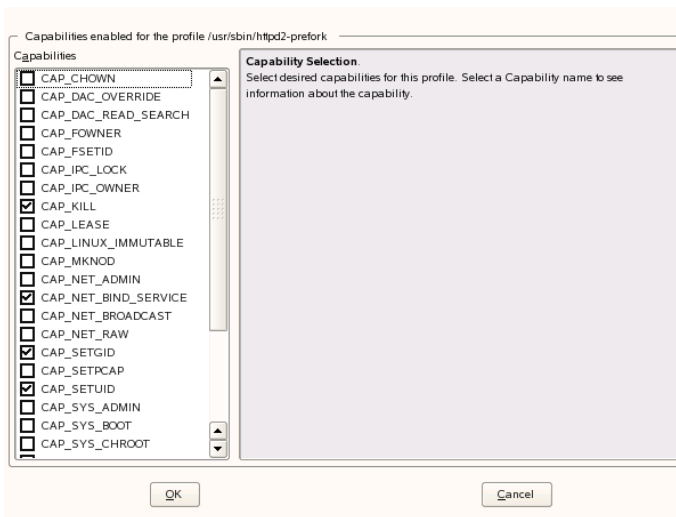 Capabilities enabled for the profile /usr/sbin/httpd2-prefork
Capabilities
CAP_CHOWN
CAP_DAC_OVERRIDE
CAP_DAC_READ_SEARCH
CAP_FOWNER
CAP_FSETID
CAP_IPC_LOCK
CAP_IPC_OWNER
CAP_KILL
CAP_LEASE
CAP_LINUX_IMMUTABLE
CAP_MKNOD
CAP_NET_ADMIN
CAP_NET_BIND_SERVICE
CAP_NET_BROADCAST
CAP_NET_RAW
CAP_SETGID
CAP_SETPCAP
CAP_SETUID
CAP_SYS_ADMIN
CAP_SYS_BOOT
CAP_SYS_CHROOT
Capability Selection.
Select desired capabilities for this profile. Select a Capability name to see
information about the capability.
OK
Cancel